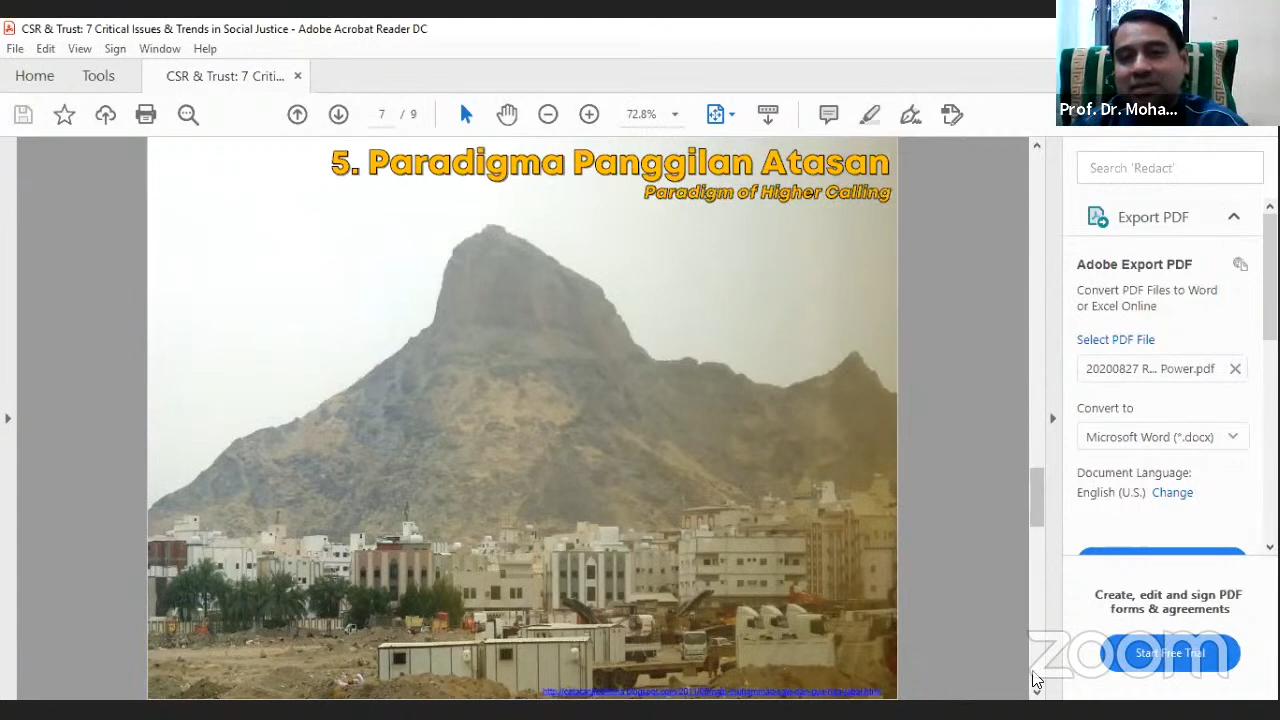 CSR & Trust: 7 Critical Issues & Trends in Social Justice - Adobe Acrobat Reader DC
File Edit View Sign Window Help
Home Tools CSR & Trust: 7 Criti... ×
7 / 9 72.8%
Prof. Dr. Moha...
5. Paradigma Panggilan Atasan
Paradigm of Higher Calling
Search 'Redact'
Export PDF
Adobe Export PDF
Convert PDF Files to Word
or Excel Online
Select PDF File
20200827 R... Power.pdf
Convert to
Microsoft Word (*.docx)
Document Language:
English (U.S.) Change
Create, edit and sign PDF
forms & agreements
Start Free Trial
zoom